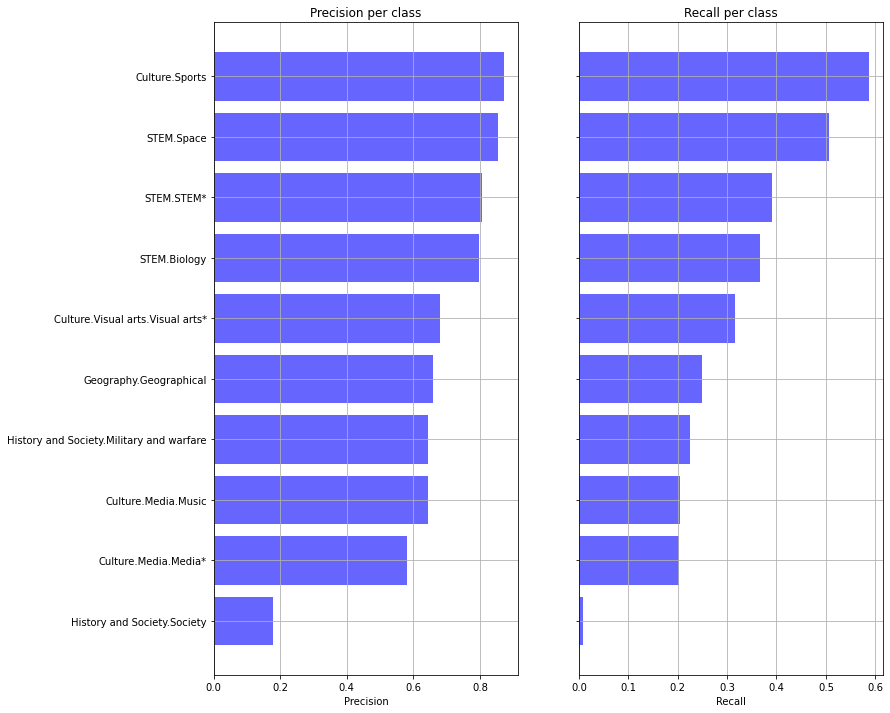 Precision per class
Recall per class
Culture.Sports
STEM.Space
STEM.STEM*
STEM.Biology
Culture.Visual arts.Visual arts*
Geography.Geographical
History and Society.Military and warfare
Culture.Media.Music
Culture.Media.Media*
History and Society.Society
0.0 0.2 0.4 0.6 0.8
Precision
0.0 0.1 0.2 0.3 0.4 0.5 0.6
Recall